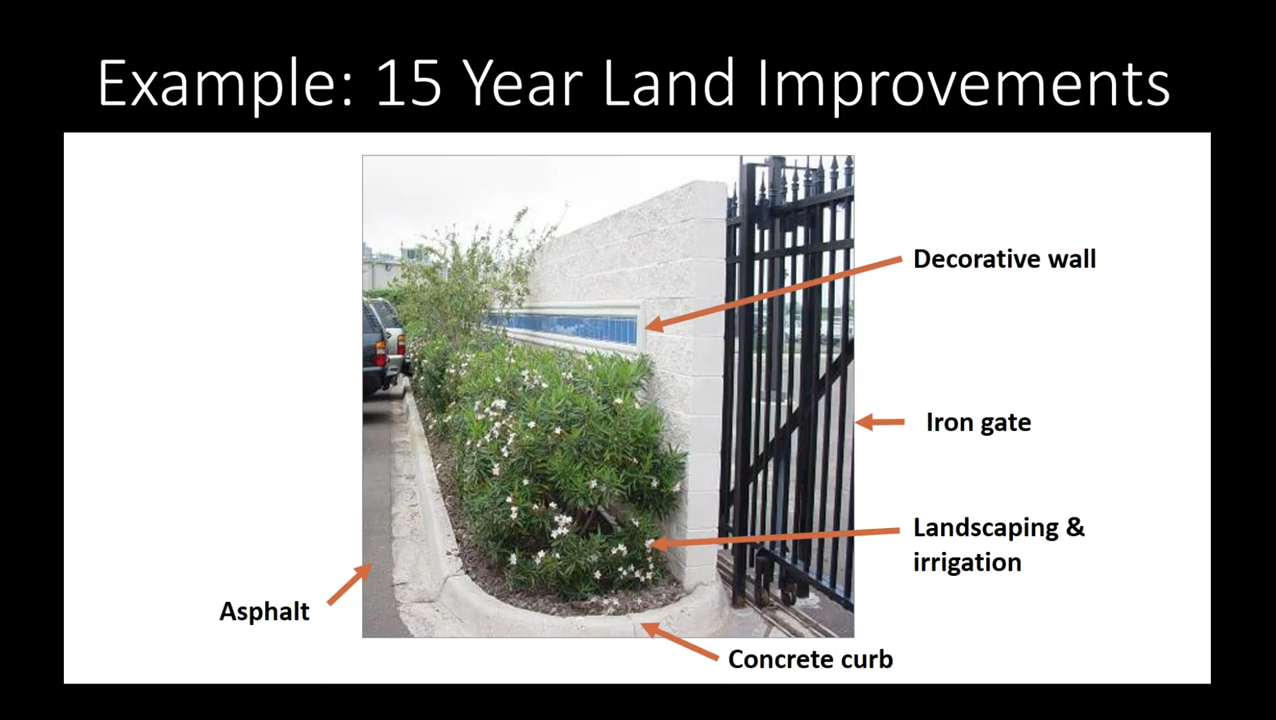 Example: 15 Year Land Improvements
Decorative wall
Iron gate
Landscaping &
irrigation
Asphalt
Concrete curb